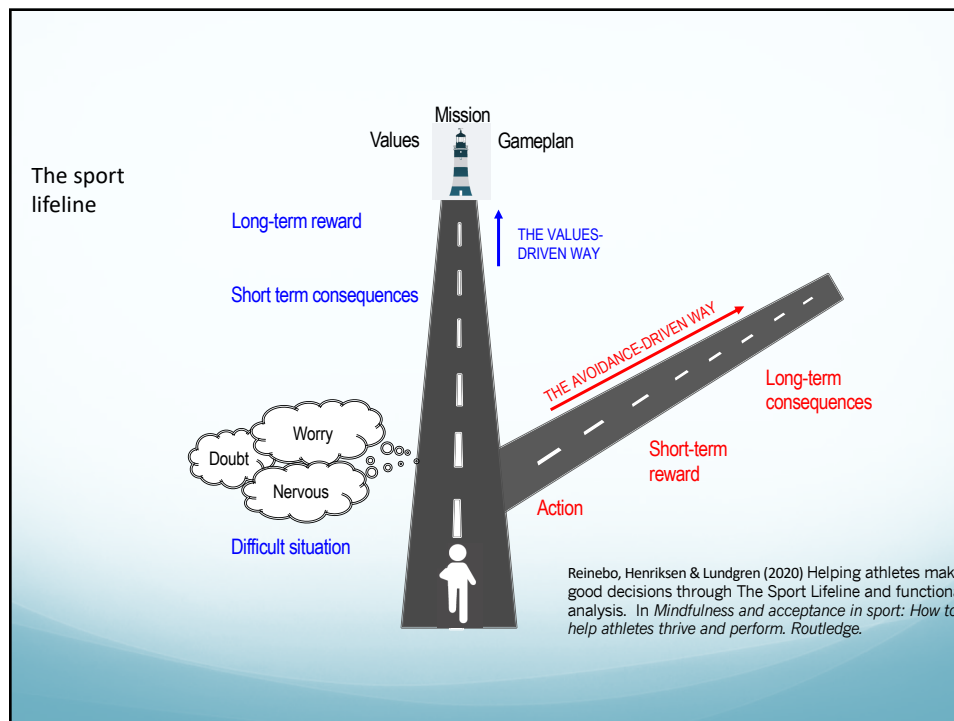 Mission
Values
Gameplan
The sport
lifeline
Long-term reward
THE VALUES-
DRIVEN WAY
Short term consequences
THE AVOIDANCE-DRIVEN WAY
Long-term
consequences
Worry
Doubt
Nervous
Short-term
reward
Action
Difficult situation
Reinebo, Henriksen & Lundgren (2020) Helping athletes mak
good decisions through The Sport Lifeline and functiona
analysis. In Mindfulness and acceptance in sport: How to
help athletes thrive and perform. Routledge.